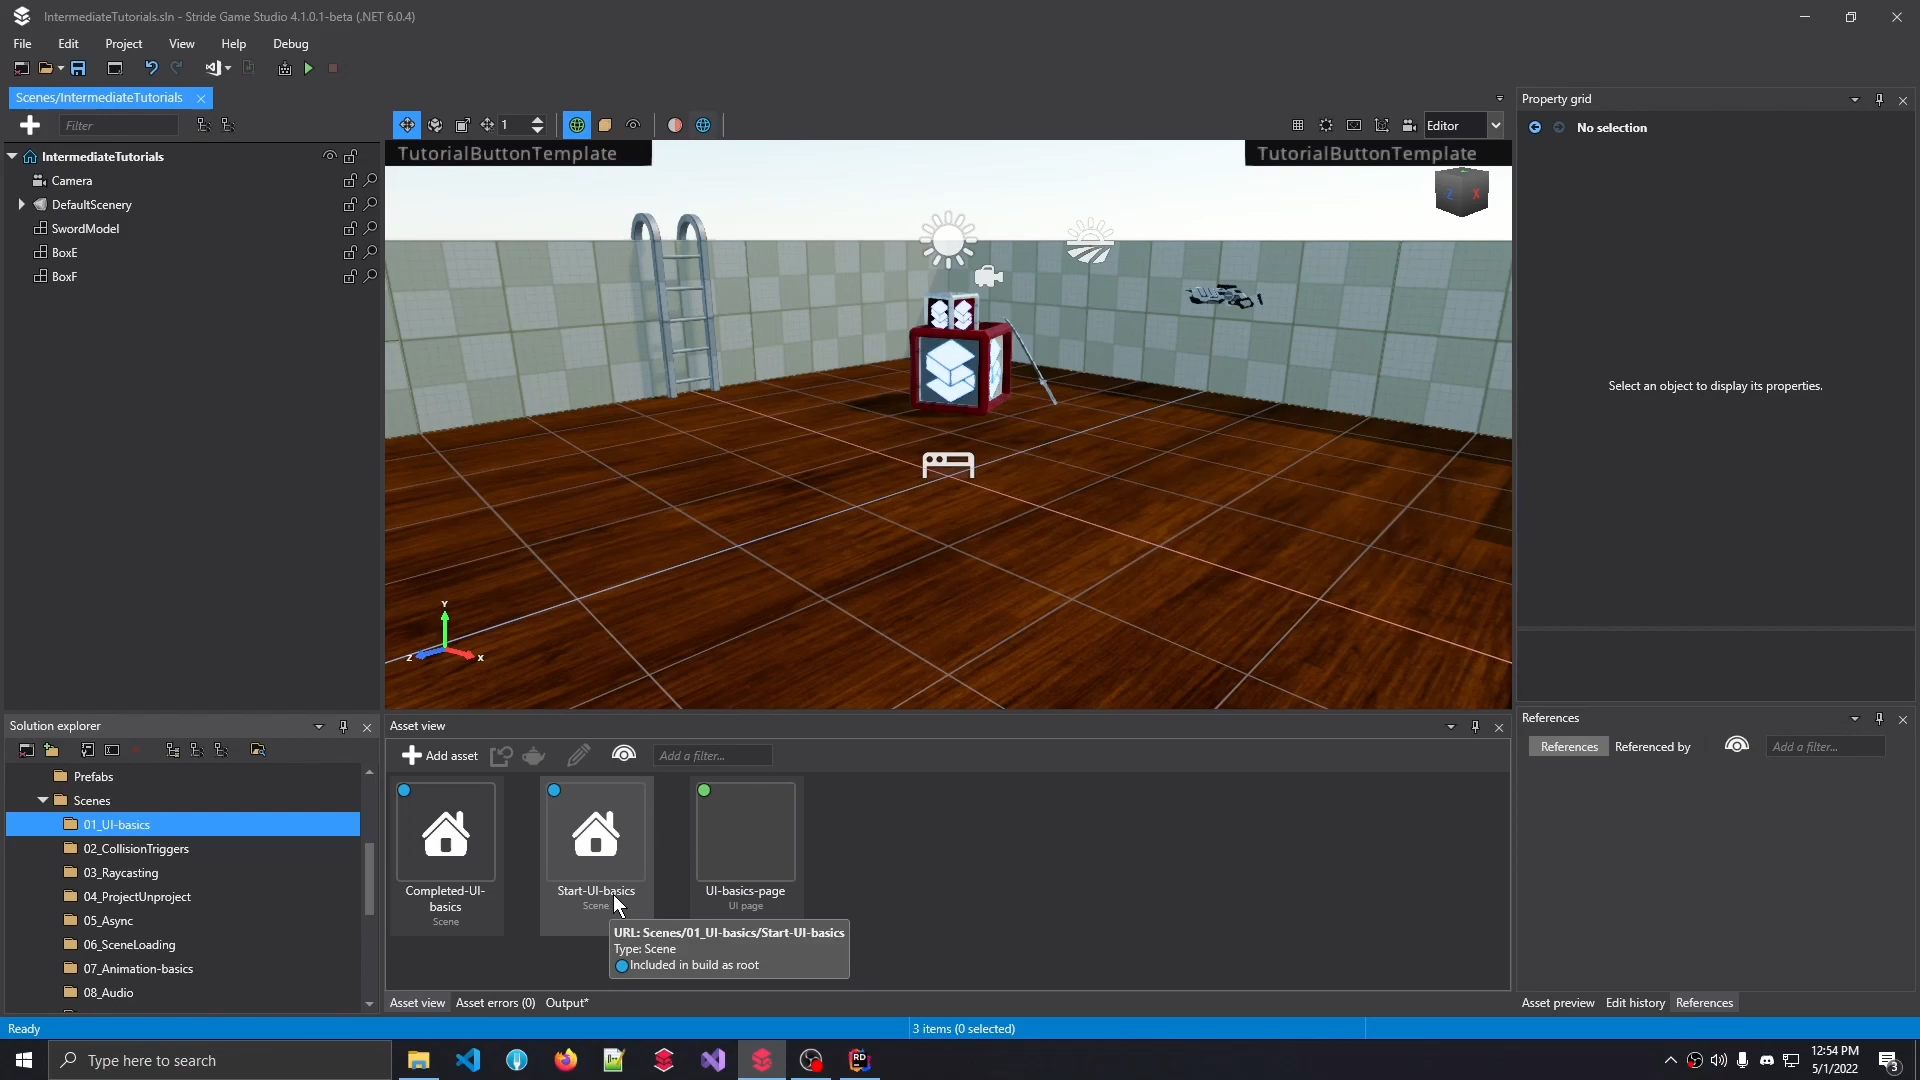 IntermediateTutorials.sln - Stride Game Studio 4.1.0.1-beta (.NET 6.0.4)
File Edit Project View Help Debug
Scenes/IntermediateTutorials
Filter
1
Editor
IntermediateTutorials
Camera
DefaultScenery
SwordModel
BoxE
BoxF
TutorialButtonTemplate
TutorialButtonTemplate
Z X
Y
Z X
Property grid
No selection
Select an object to display its properties.
Solution explorer
Prefabs
Scenes
01_UI-basics
02_CollisionTriggers
03_Raycasting
04_ProjectUnproject
05_Async
06_SceneLoading
07_Animation-basics
08_Audio
Asset view
Add asset
Add a filter...
Completed-UI-
basics
Scene
Start-UI-basics
Scene
UI-basics-page
UI page
URL: Scenes/01_UI-basics/Start-UI-basics
Type: Scene
Included in build as root
Asset view Asset errors (0) Output*
References
References Referenced by
Add a filter...
Asset preview Edit history References
Ready
3 items (0 selected)
Type here to search
RD
12:54 PM
5/1/2022
3